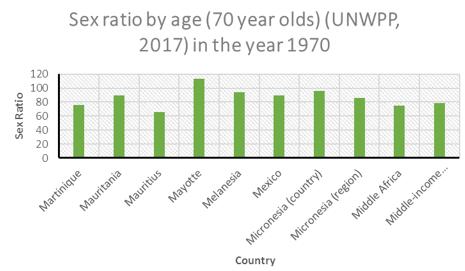 Sex ratio by age (70 year olds) (UNWPP,
2017) in the year 1970
Sex Ratio
120
100
80
60
40
20
0
Martinique
Mauritania
Mauritius
Mayotte
Melanesia
Mexico
Micronesia (country)
Micronesia (region)
Middle Africa
Middle-income...
Country